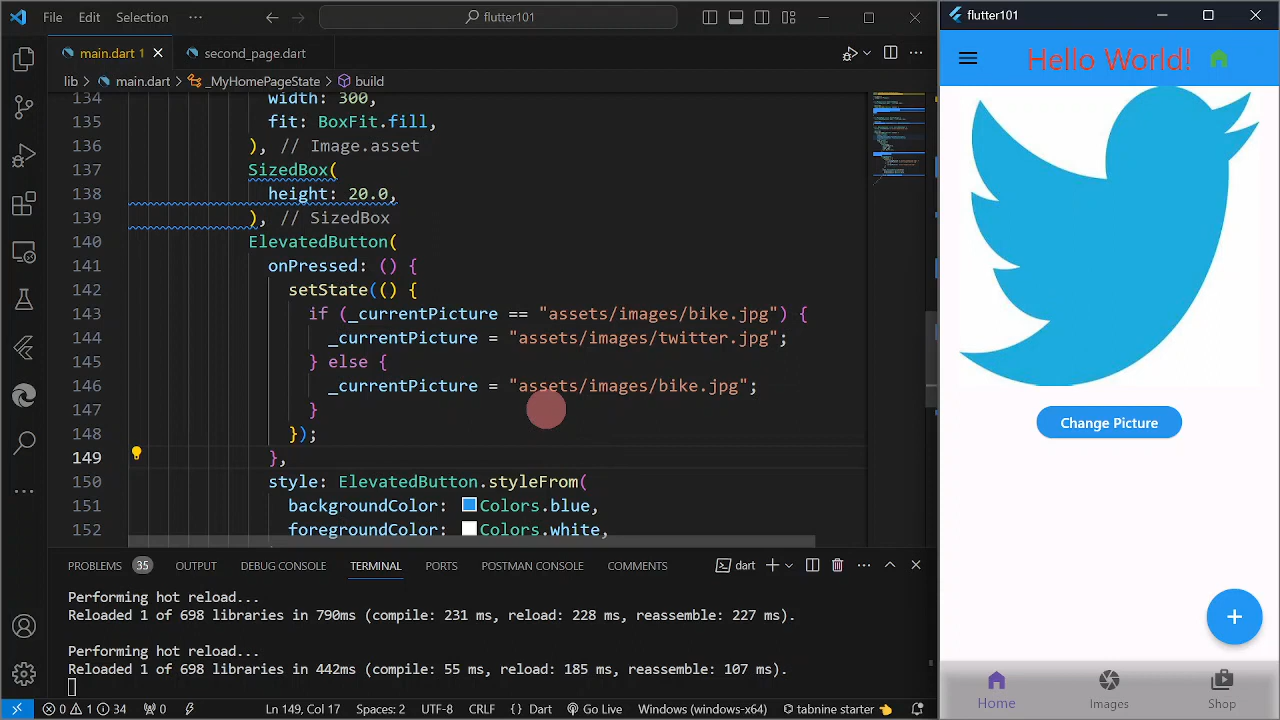 File Edit Selection ··· flutter101
flutter101
main.dart 1 second_page.dart
lib > main.dart > _MyHomePageState > build
Hello World!
134 width: 300,
135 fit: BoxFit.fill,
136 ), // Image.asset
137 SizedBox(
138 height: 20.0,
139 ), // SizedBox
140 ElevatedButton(
141 onPressed: () {
142 setState(() {
143 if (_currentPicture == "assets/images/bike.jpg") {
144 _currentPicture = "assets/images/twitter.jpg";
145 } else {
146 _currentPicture = "assets/images/bike.jpg";
147 }
148 });
149 },
150 style: ElevatedButton.styleFrom(
151 backgroundColor: Colors.blue,
152 foregroundColor: Colors.white,
Change Picture
PROBLEMS 35 OUTPUT DEBUG CONSOLE TERMINAL PORTS POSTMAN CONSOLE COMMENTS dart
Performing hot reload...
Reloaded 1 of 698 libraries in 790ms (compile: 231 ms, reload: 228 ms, reassemble: 227 ms).
Performing hot reload...
Reloaded 1 of 698 libraries in 442ms (compile: 55 ms, reload: 185 ms, reassemble: 107 ms).
Home Images Shop
0 1 34 0 Ln 149, Col 17 Spaces: 2 UTF-8 CRLF {} Dart Go Live Windows (windows-x64) tabnine starter